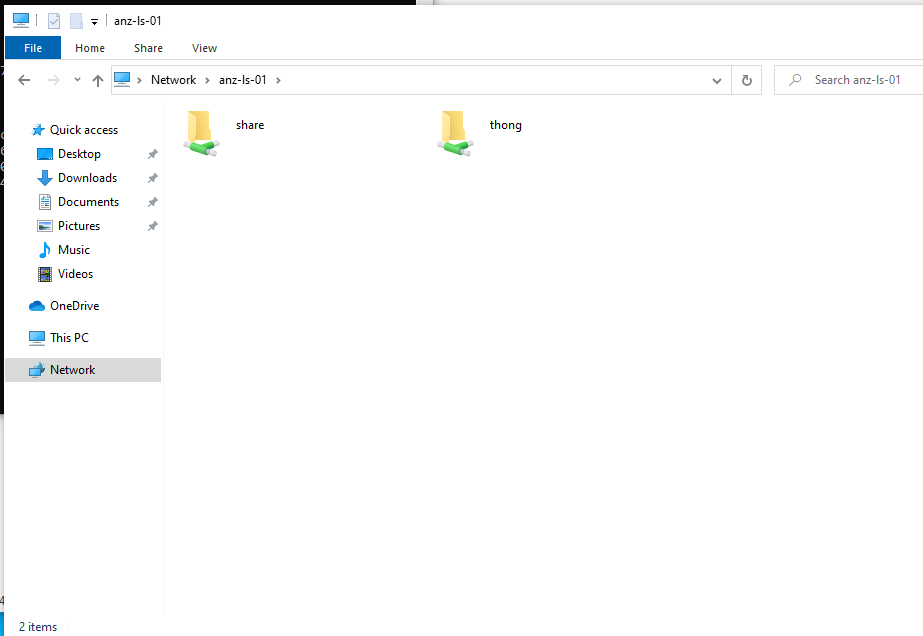 anz-ls-01
File Home Share View
Network anz-ls-01 Search anz-ls-01
Quick access
Desktop
Downloads
Documents
Pictures
Music
Videos
OneDrive
This PC
Network
share
thong
2 items